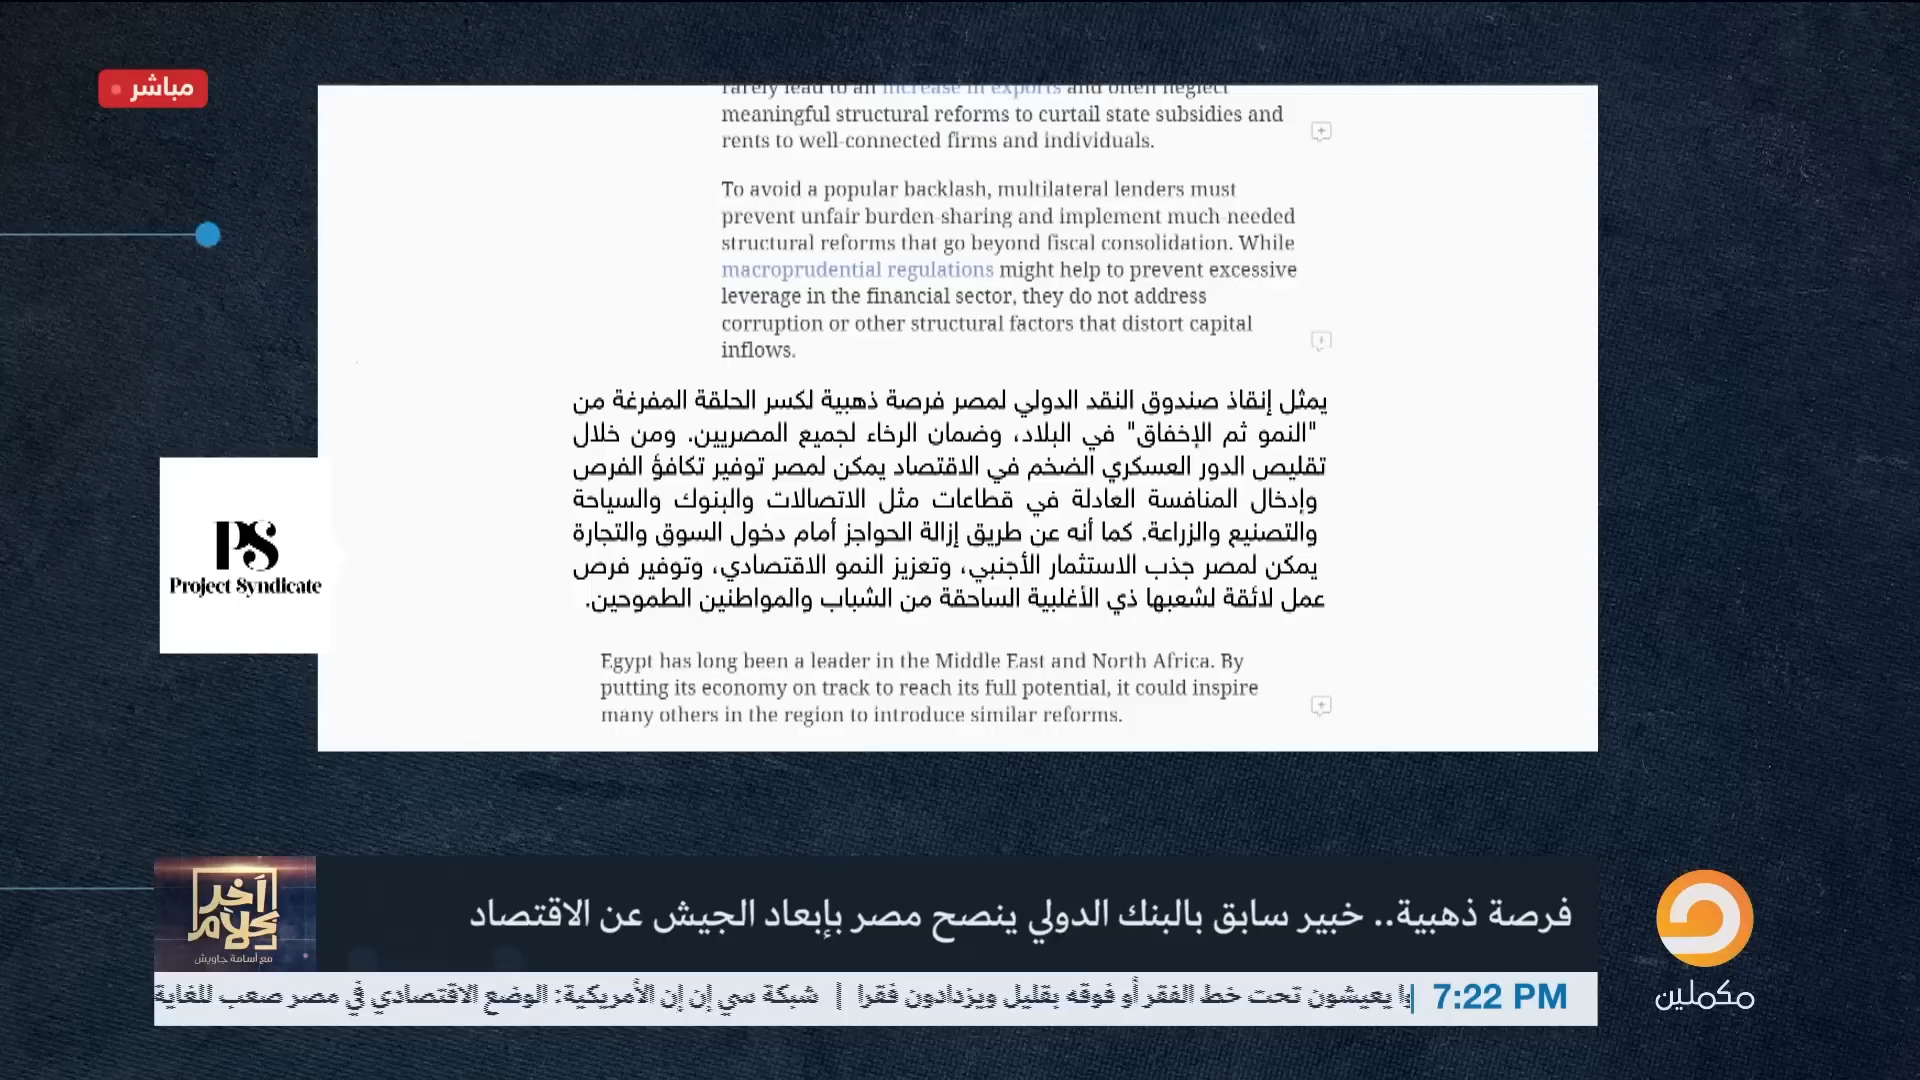 مباشر
rarely lead to an increase in exports and often neglect
meaningful structural reforms to curtail state subsidies and
rents to well-connected firms and individuals.
To avoid a popular backlash, multilateral lenders must
prevent unfair burden-sharing and implement much-needed
structural reforms that go beyond fiscal consolidation. While
macroprudential regulations might help to prevent excessive
leverage in the financial sector, they do not address
corruption or other structural factors that distort capital
inflows.
يمثل إنقاذ صندوق النقد الدولي لمصر فرصة ذهبية لكسر الحلقة المفرغة من
"النمو ثم الإخفاق" في البلاد، وضمان الرخاء لجميع المصريين. ومن خلال
تقليص الدور العسكري الضخم في الاقتصاد يمكن لمصر توفير تكافؤ الفرص
وإدخال المنافسة العادلة في قطاعات مثل الاتصالات والبنوك والسياحة
والتصنيع والزراعة. كما أنه عن طريق إزالة الحواجز أمام دخول السوق والتجارة
يمكن لمصر جذب الاستثمار الأجنبي، وتعزيز النمو الاقتصادي، وتوفير فرص
عمل لائقة لشعبها ذي الأغلبية الساحقة من الشباب والمواطنين الطموحين.
PS
Project Syndicate
Egypt has long been a leader in the Middle East and North Africa. By
putting its economy on track to reach its full potential, it could inspire
many others in the region to introduce similar reforms.
آخر
كلام
مع أسامة جاويش
فرصة ذهبية.. خبير سابق بالبنك الدولي ينصح مصر بإبعاد الجيش عن الاقتصاد
7:22 PM
يعيشون تحت خط الفقر أو فوقه بقليل ويزدادون فقرا | شبكة سي إن إن الأمريكية: الوضع الاقتصادي في مصر صعب للغاية
مكملين